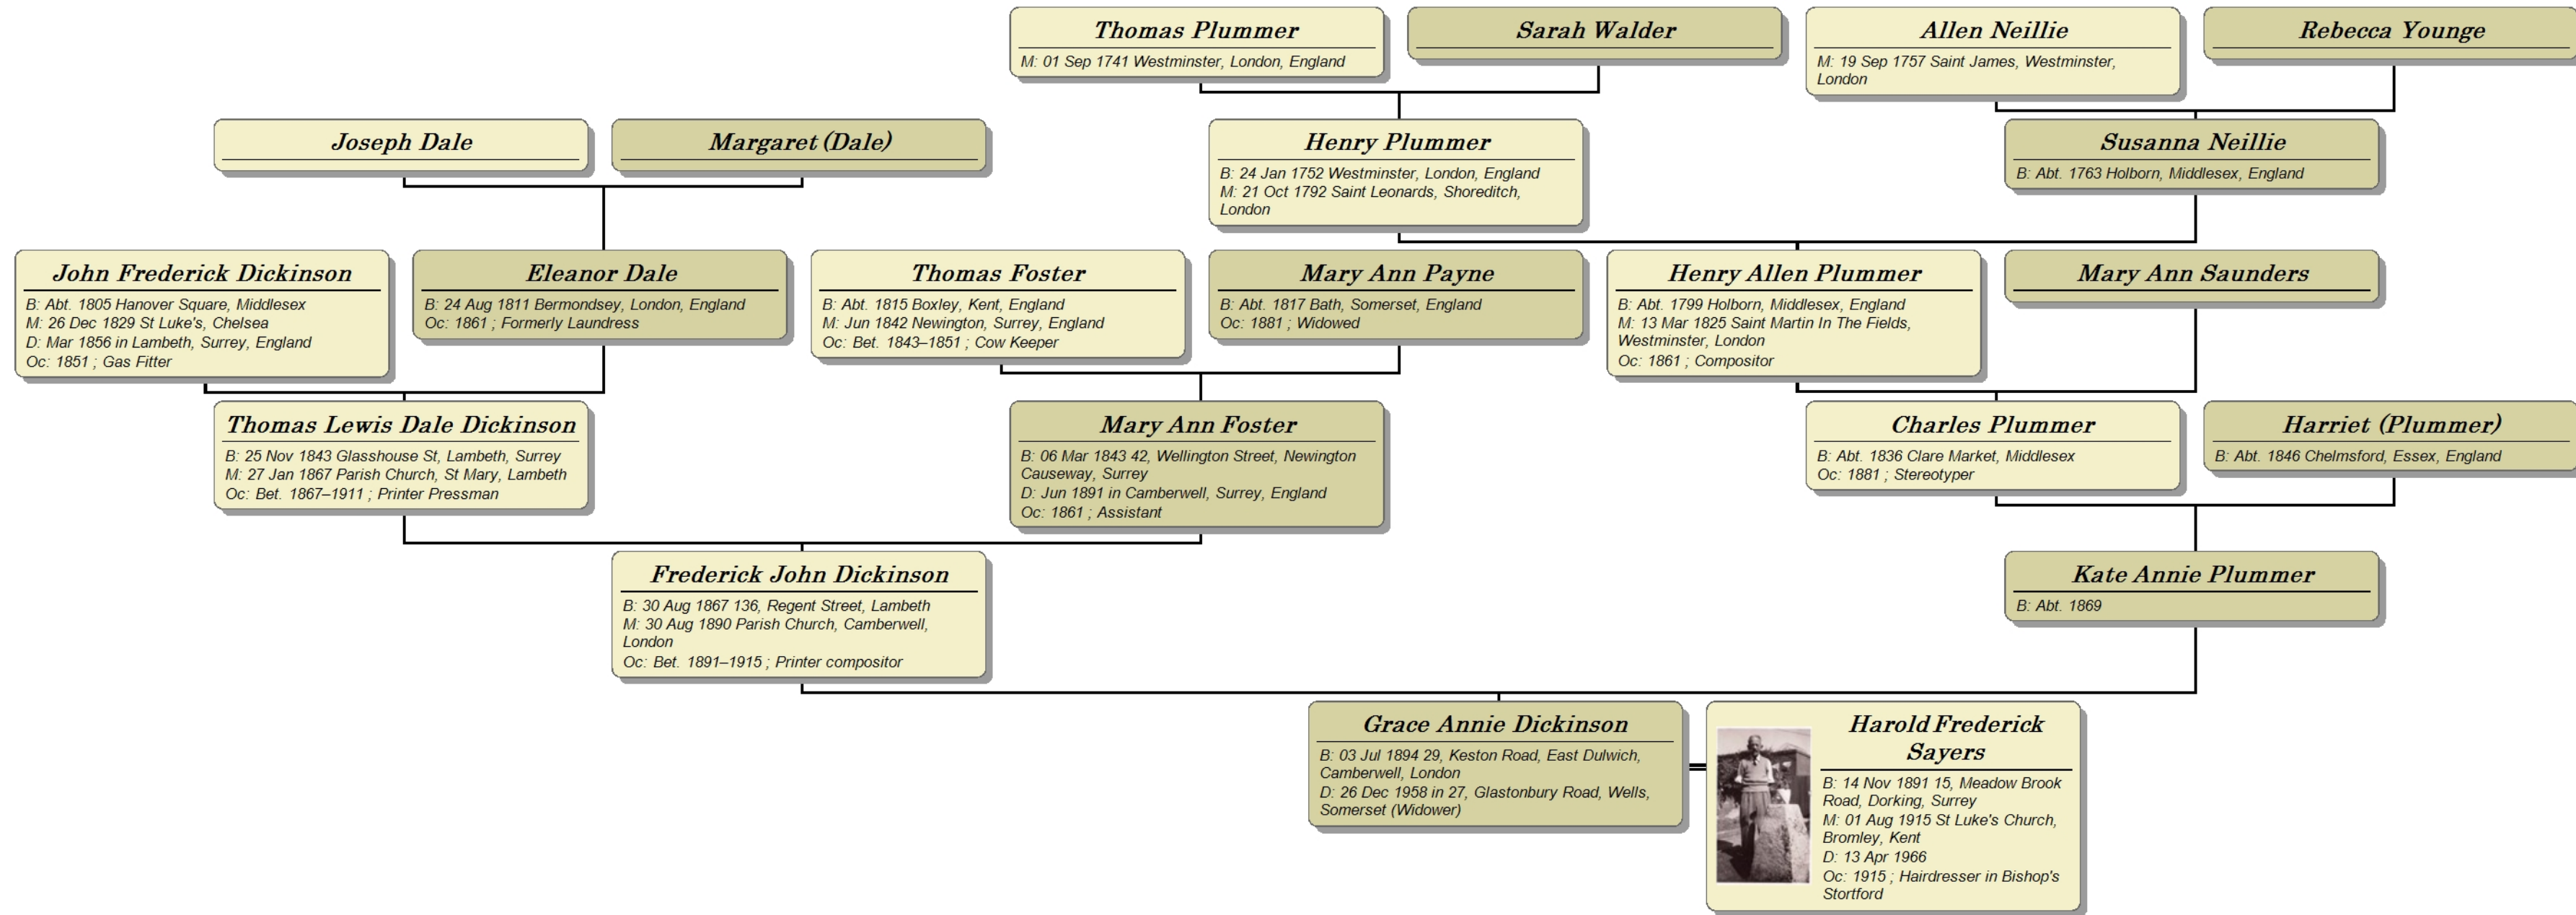 Thomas Plummer
M: 01 Sep 1741 Westminster, London, England
Sarah Walder
Allen Neillie
M: 19 Sep 1757 Saint James, Westminster,
London
Rebecca Younge
Joseph Dale
Margaret (Dale)
Henry Plummer
B: 24 Jan 1752 Westminster, London, England
M: 21 Oct 1792 Saint Leonards, Shoreditch,
London
Susanna Neillie
B: Abt. 1763 Holborn, Middlesex, England
John Frederick Dickinson
B: Abt. 1805 Hanover Square, Middlesex
M: 26 Dec 1829 St Luke's, Chelsea
D: Mar 1856 in Lambeth, Surrey, England
Oc: 1851 ; Gas Fitter
Eleanor Dale
B: 24 Aug 1811 Bermondsey, London, England
Oc: 1861 ; Formerly Laundress
Thomas Foster
B: Abt. 1815 Boxley, Kent, England
M: Jun 1842 Newington, Surrey, England
Oc: Bet. 1843–1851 ; Cow Keeper
Mary Ann Payne
B: Abt. 1817 Bath, Somerset, England
Oc: 1881 ; Widowed
Henry Allen Plummer
B: Abt. 1799 Holborn, Middlesex, England
M: 13 Mar 1825 Saint Martin In The Fields,
Westminster, London
Oc: 1861 ; Compositor
Mary Ann Saunders
Thomas Lewis Dale Dickinson
B: 25 Nov 1843 Glasshouse St, Lambeth, Surrey
M: 27 Jan 1867 Parish Church, St Mary, Lambeth
Oc: Bet. 1867–1911 ; Printer Pressman
Mary Ann Foster
B: 06 Mar 1843 42, Wellington Street, Newington
Causeway, Surrey
D: Jun 1891 in Camberwell, Surrey, England
Oc: 1861 ; Assistant
Charles Plummer
B: Abt. 1836 Clare Market, Middlesex
Oc: 1881 ; Stereotyper
Harriet (Plummer)
B: Abt. 1846 Chelmsford, Essex, England
Frederick John Dickinson
B: 30 Aug 1867 136, Regent Street, Lambeth
M: 30 Aug 1890 Parish Church, Camberwell,
London
Oc: Bet. 1891–1915 ; Printer compositor
Kate Annie Plummer
B: Abt. 1869
Grace Annie Dickinson
B: 03 Jul 1894 29, Keston Road, East Dulwich,
Camberwell, London
D: 26 Dec 1958 in 27, Glastonbury Road, Wells,
Somerset (Widower)
Harold Frederick
Sayers
B: 14 Nov 1891 15, Meadow Brook
Road, Dorking, Surrey
M: 01 Aug 1915 St Luke's Church,
Bromley, Kent
D: 13 Apr 1966
Oc: 1915 ; Hairdresser in Bishop's
Stortford